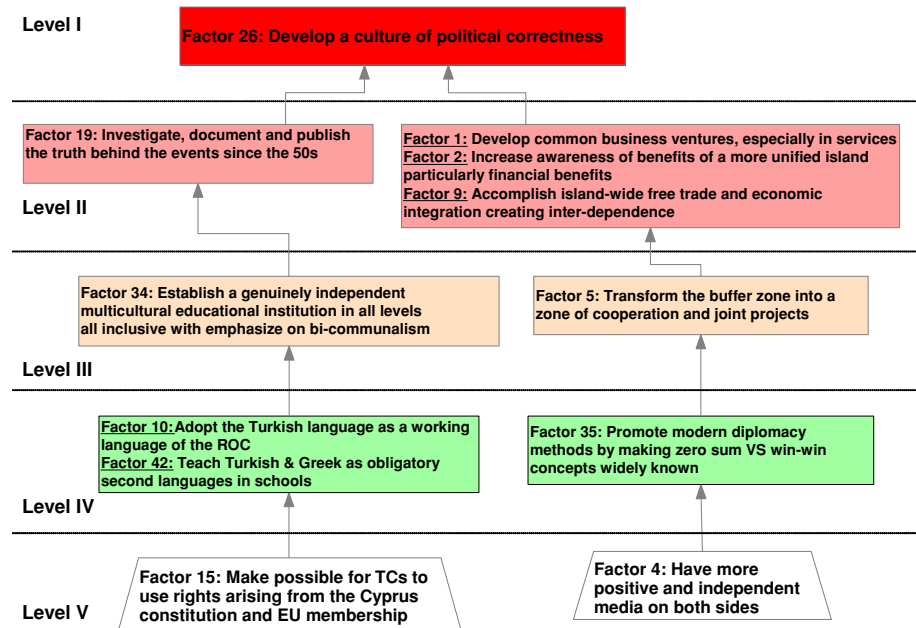 Level I
Factor 26: Develop a culture of political correctness
Factor 19: Investigate, document and publish
the truth behind the events since the 50s
Factor 1: Develop common business ventures, especially in services
Factor 2: Increase awareness of benefits of a more unified island
particularly financial benefits
Factor 9: Accomplish island-wide free trade and economic
integration creating inter-dependence
Level II
Factor 34: Establish a genuinely independent
multicultural educational institution in all levels
all inclusive with emphasize on bi-communalism
Factor 5: Transform the buffer zone into a
zone of cooperation and joint projects
Level III
Factor 10:Adopt the Turkish language as a working
language of the ROC
Factor 42: Teach Turkish & Greek as obligatory
second languages in schools
Factor 35: Promote modern diplomacy
methods by making zero sum VS win-win
concepts widely known
Level IV
Factor 15: Make possible for TCs to
use rights arising from the Cyprus
constitution and EU membership
Factor 4: Have more
positive and independent
media on both sides
Level V